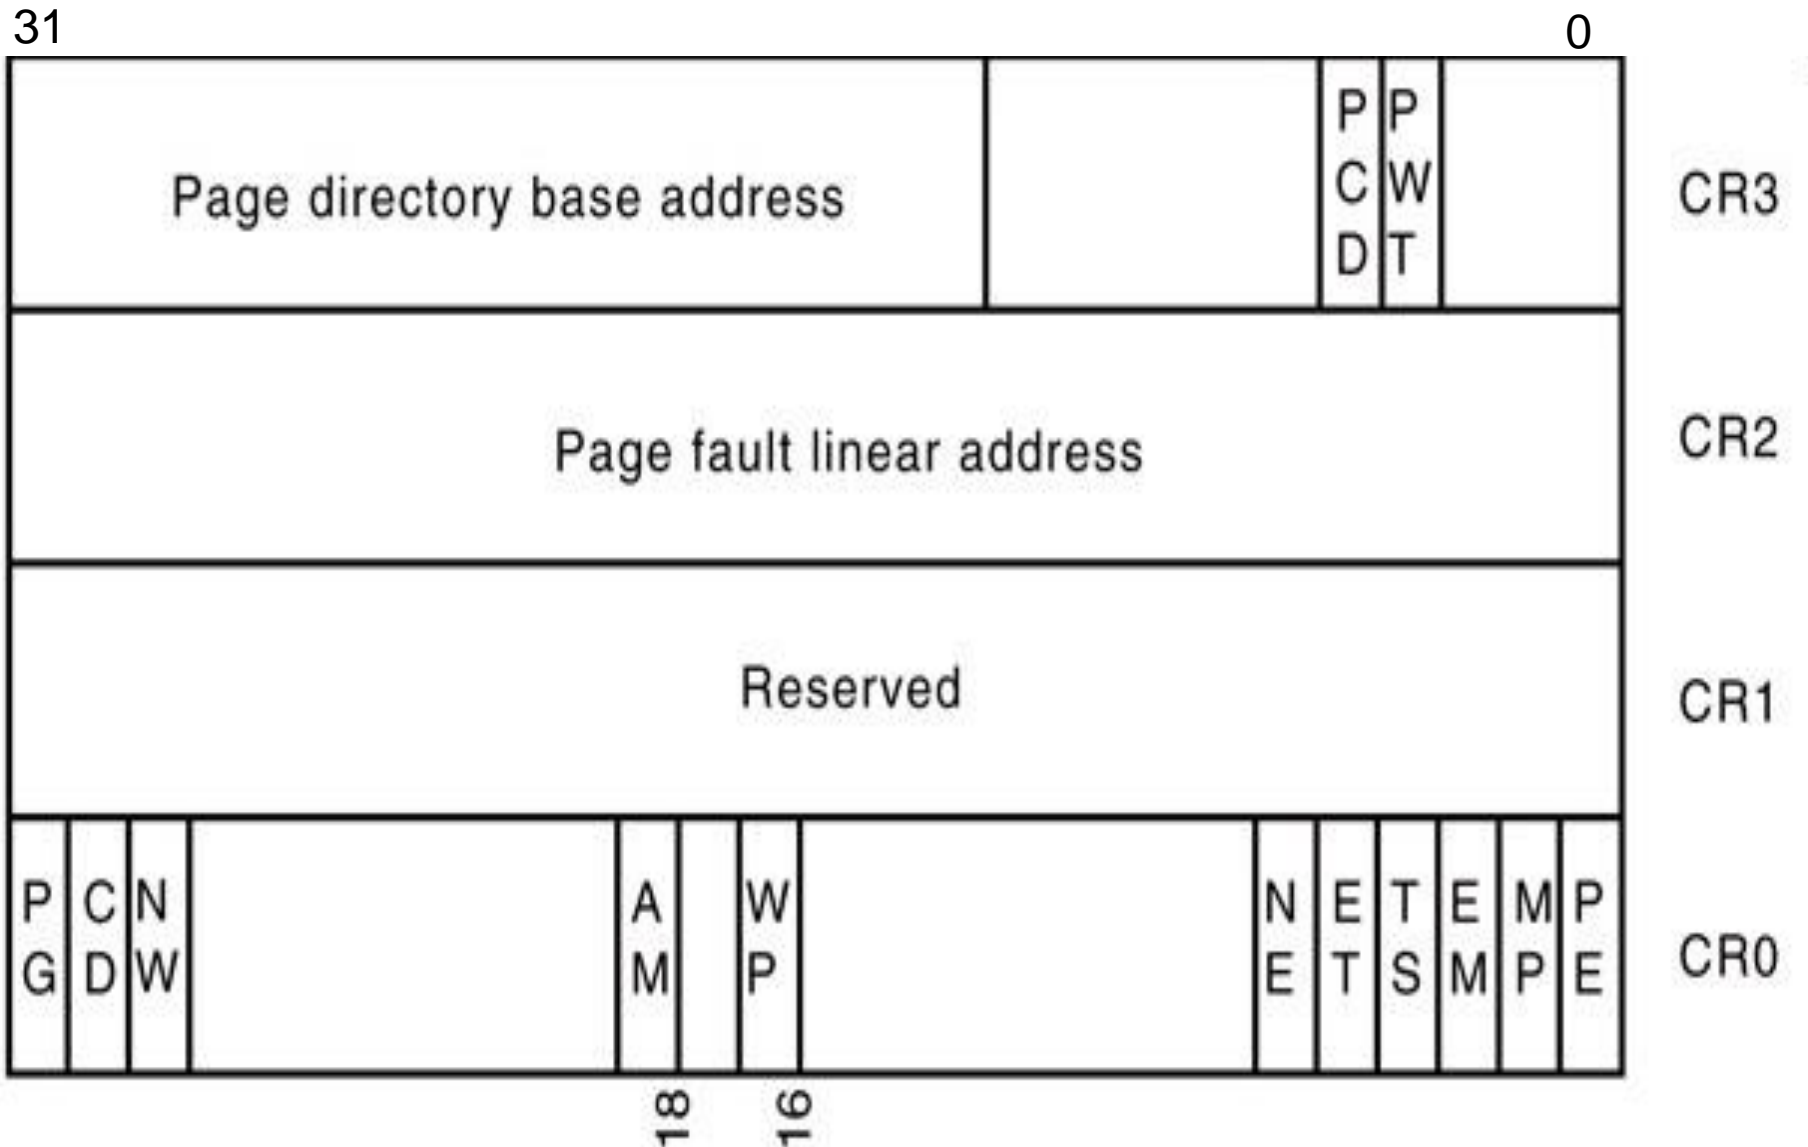 31 0
Page directory base address
P
C
D
P
W
T
CR3
Page fault linear address
CR2
Reserved
CR1
P
G
C
D
N
W
A
M
W
P
N
E
E
T
T
S
E
M
M
P
P
E
CR0
18
16